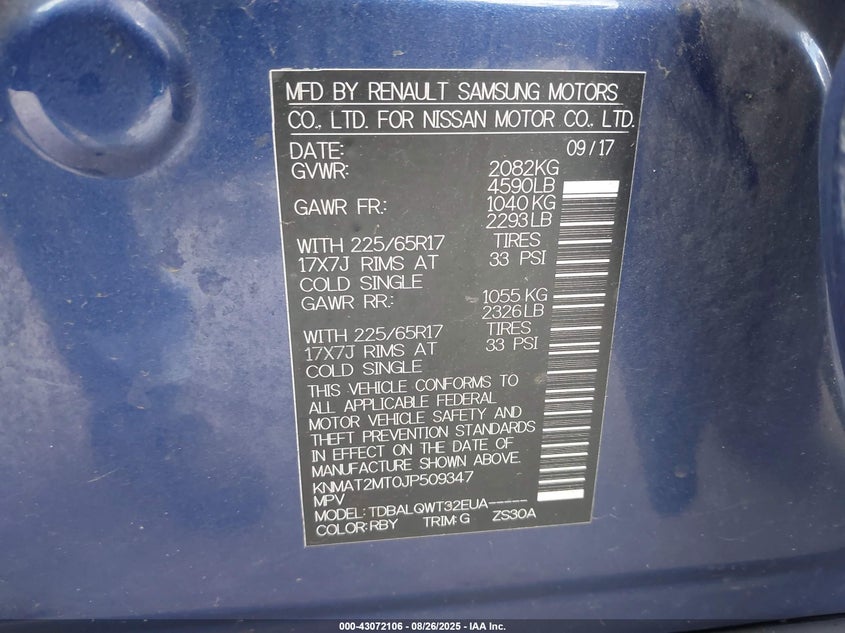 MFD BY RENAULT SAMSUNG MOTORS
CO., LTD. FOR NISSAN MOTOR CO., LTD.
DATE: 09/17
GVWR: 2082KG
4590LB
GAWR FR: 1040KG
2293LB
WITH 225/65R17 TIRES
17X7J RIMS AT 33 PSI
COLD SINGLE
GAWR RR: 1055KG
2326LB
WITH 225/65R17 TIRES
17X7J RIMS AT 33 PSI
COLD SINGLE
THIS VEHICLE CONFORMS TO
ALL APPLICABLE FEDERAL
MOTOR VEHICLE SAFETY AND
THEFT PREVENTION STANDARDS
IN EFFECT ON THE DATE OF
MANUFACTURE SHOWN ABOVE.
KNMAT2MT0JP509347
MPV
MODEL: TDBALQWT32EUA-----
COLOR:RBY TRIM:G ZS30A
000-43072106 - 08/26/2025 - IAA Inc.